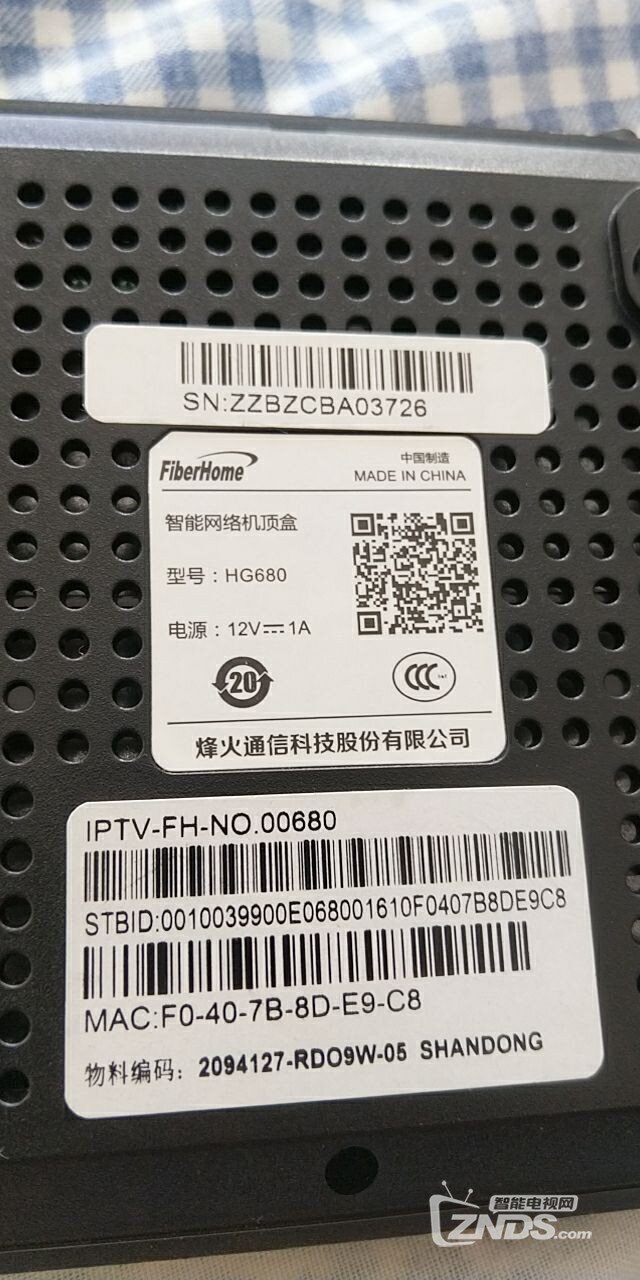 SN:ZZBZCBA03726
FiberHome
中国制造
MADE IN CHINA
智能网络机顶盒
型号：HG680
电源：12V⎓1A
20
CCC
烽火通信科技股份有限公司
IPTV-FH-NO.00680
STBID:0010039900E068001610F0407B8DE9C8
MAC:F0-40-7B-8D-E9-C8
物料编码：2094127-RDO9W-05 SHANDONG
智能电视网
ZNDS.com